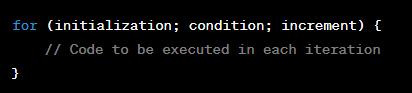 for (initialization; condition; increment) {
    // Code to be executed in each iteration
}